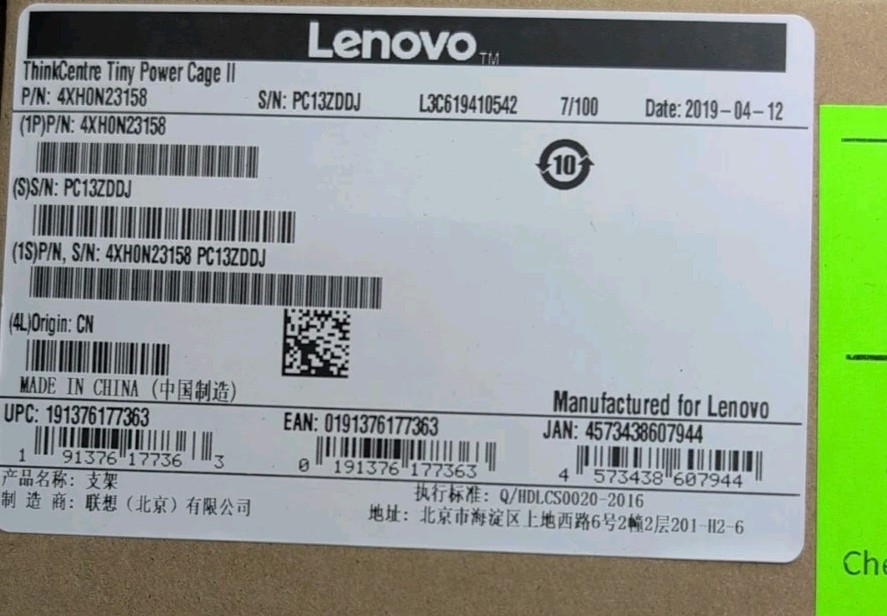 Lenovo TM
ThinkCentre Tiny Power Cage II
P/N: 4XH0N23158 S/N: PC13ZDDJ L3C619410542 7/100 Date: 2019-04-12
(1P)P/N: 4XH0N23158
10
(S)S/N: PC13ZDDJ
(1S)P/N, S/N: 4XH0N23158 PC13ZDDJ
(4L)Origin: CN
MADE IN CHINA (中国制造)
Manufactured for Lenovo
UPC: 191376177363 EAN: 0191376177363 JAN: 4573438607944
1 91376 17736 3 0 191376 177363 4 573438 607944
产品名称: 支架
执行标准: Q/HDLCS0020-2016
制 造 商: 联想 (北京) 有限公司
地址: 北京市海淀区上地西路6号2幢2层201-H2-6